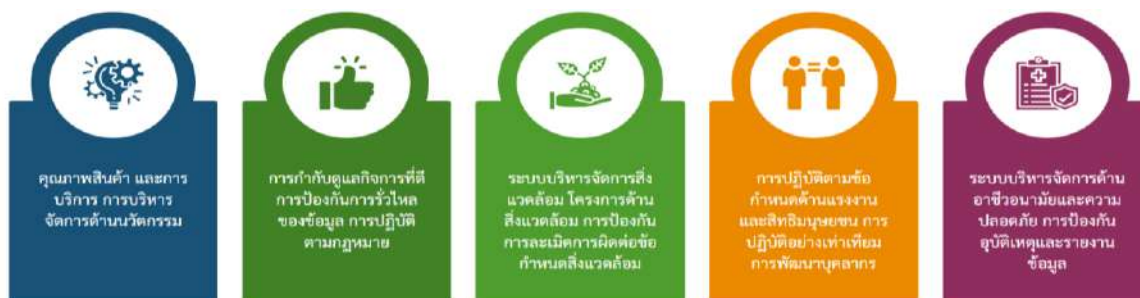 คุณภาพสินค้า และการ
บริการ การบริหาร
จัดการด้านนวัตกรรม
การกำกับดูแลกิจการที่ดี
การป้องกันการรั่วไหล
ของข้อมูล การปฏิบัติ
ตามกฎหมาย
ระบบบริหารจัดการสิ่ง
แวดล้อม โครงการด้าน
สิ่งแวดล้อม การป้องกัน
การละเมิดการผิดต่อข้อ
กำหนดสิ่งแวดล้อม
การปฏิบัติตามข้อ
กำหนดด้านแรงงาน
และสิทธิมนุษยชน การ
ปฏิบัติอย่างเท่าเทียม
การพัฒนาบุคลากร
ระบบบริหารจัดการด้าน
อาชีวอนามัยและความ
ปลอดภัย การป้องกัน
อุบัติเหตุและรายงาน
ข้อมูล